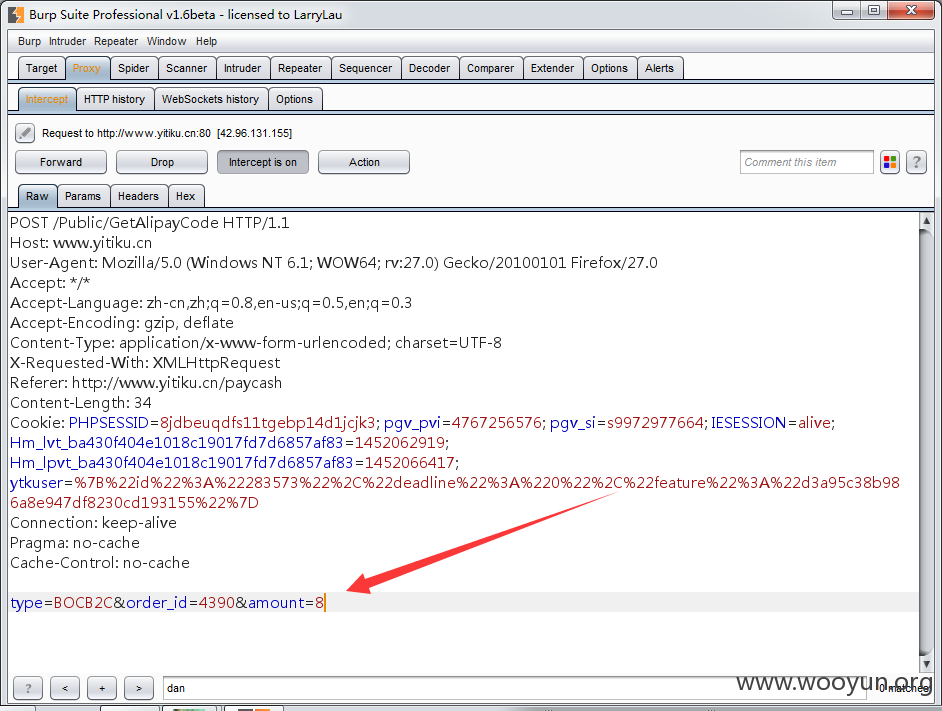 Burp Suite Professional v1.6beta - licensed to LarryLau
Burp Intruder Repeater Window Help
Target Proxy Spider Scanner Intruder Repeater Sequencer Decoder Comparer Extender Options Alerts
Intercept HTTP history WebSockets history Options
Request to http://www.yitiku.cn:80 [42.96.131.155]
Forward Drop Intercept is on Action Comment this item ?
Raw Params Headers Hex
POST /Public/GetAlipayCode HTTP/1.1
Host: www.yitiku.cn
User-Agent: Mozilla/5.0 (Windows NT 6.1; WOW64; rv:27.0) Gecko/20100101 Firefox/27.0
Accept: */*
Accept-Language: zh-cn,zh;q=0.8,en-us;q=0.5,en;q=0.3
Accept-Encoding: gzip, deflate
Content-Type: application/x-www-form-urlencoded; charset=UTF-8
X-Requested-With: XMLHttpRequest
Referer: http://www.yitiku.cn/paycash
Content-Length: 34
Cookie: PHPSESSID=8jdbeuqdfs11tgebp14d1jcjk3; pgv_pvi=4767256576; pgv_si=s9972977664; IESESSION=alive;
Hm_lvt_ba430f404e1018c19017fd7d6857af83=1452062919;
Hm_lpvt_ba430f404e1018c19017fd7d6857af83=1452066417;
ytkuser=%7B%22id%22%3A%22283573%22%2C%22deadline%22%3A%220%22%2C%22feature%22%3A%22d3a95c38b98
6a8e947df8230cd193155%22%7D
Connection: keep-alive
Pragma: no-cache
Cache-Control: no-cache
type=BOCB2C&order_id=4390&amount=8
? < + > dan 0 matches
www.wooyun.org